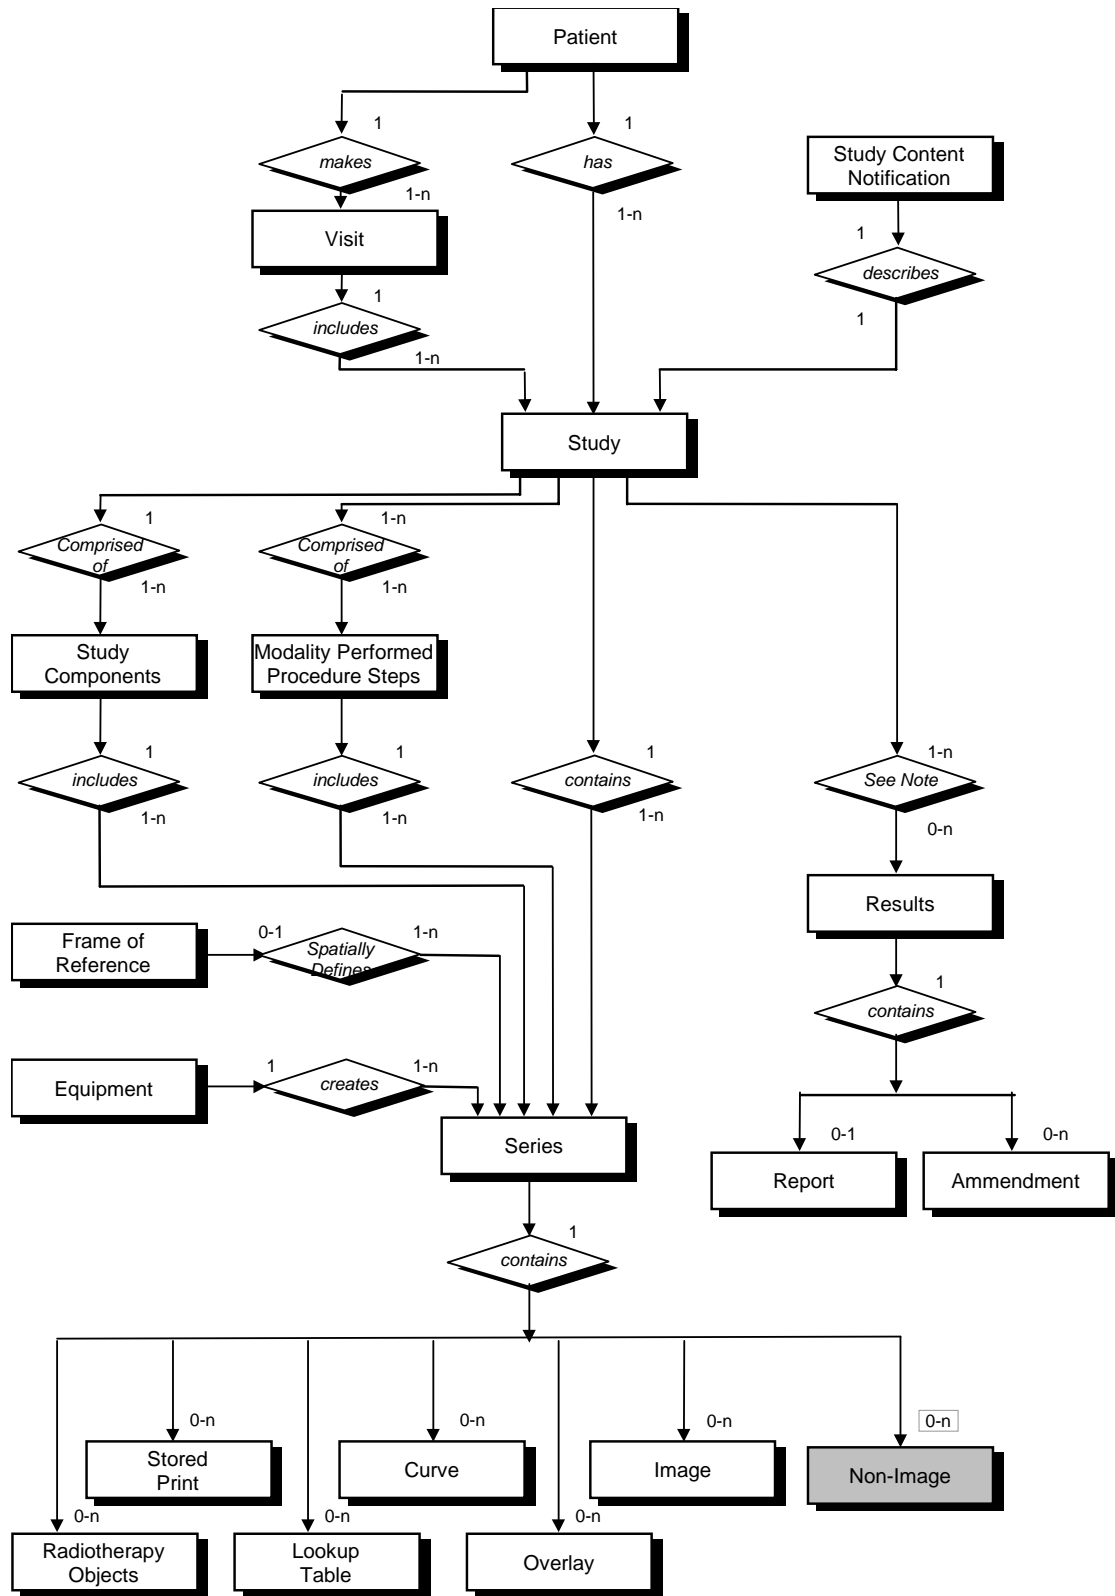 Patient
1
1
makes
has
Study Content
Notification
1-n
1-n
Visit
1
describes
1
1
includes
1-n
Study
1
1-n
Comprised
of
Comprised
of
1-n
1-n
Study
Components
Modality Performed
Procedure Steps
1
1
1
1-n
includes
includes
contains
See Note
1-n
1-n
1-n
0-n
Results
Frame of
Reference
0-1
Spatially
Defines
1-n
1
contains
Equipment
1
creates
1-n
Series
0-1
0-n
Report
Ammendment
1
contains
0-n
0-n
0-n
0-n
Stored
Print
Curve
Image
Non-Image
0-n
0-n
0-n
Radiotherapy
Objects
Lookup
Table
Overlay